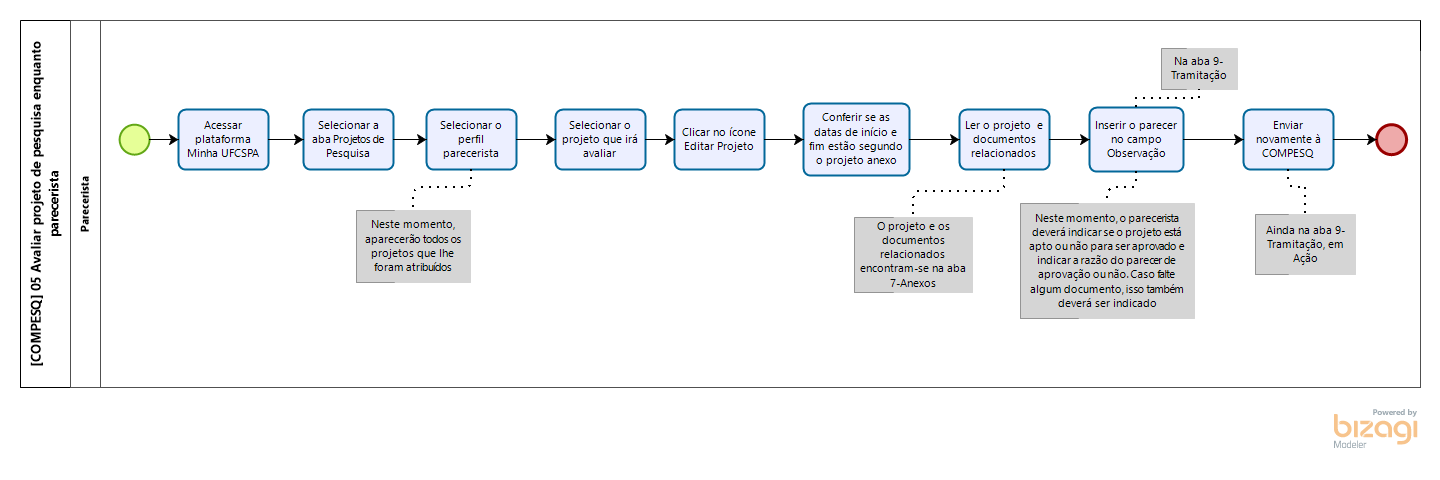 [COMPESQ] 05 Avaliar projeto de pesquisa enquanto
parecerista
Parecerista
Acessar
plataforma
Minha UFCSPA
Selecionar a
aba Projetos de
Pesquisa
Selecionar o
perfil
parecerista
Neste momento,
aparecerão todos os
projetos que lhe
foram atribuídos
Selecionar o
projeto que irá
avaliar
Clicar no ícone
Editar Projeto
Conferir se as
datas de início e
fim estão segundo
o projeto anexo
Ler o projeto e
documentos
relacionados
O projeto e os
documentos
relacionados
encontram-se na aba
7-Anexos
Na aba 9-
Tramitação
Inserir o parecer
no campo
Observação
Neste momento, o parecerista
deverá indicar se o projeto está
apto ou não para ser aprovado e
indicar a razão do parecer de
aprovação ou não. Caso falte
algum documento, isso também
deverá ser indicado
Enviar
novamente à
COMPESQ
Ainda na aba 9-
Tramitação, em
Ação
Powered by
bizagi
Modeler